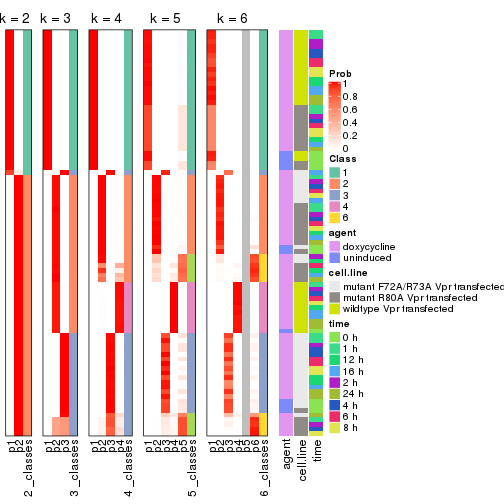 k = 2 k = 3 k = 4 k = 5 k = 6
Prob
1
0.8
0.6
0.4
0.2
0
Class
1
2
3
4
6
agent
doxycycline
uninduced
cell.line
mutant F72A/R73A Vpr transfected
mutant R80A Vpr transfected
wildtype Vpr transfected
time
0 h
1 h
12 h
16 h
2 h
24 h
4 h
6 h
8 h
p1 p2 2_classes p1 p2 p3 3_classes p1 p2 p3 p4 4_classes p1 p2 p3 p4 p5 5_classes p1 p2 p3 p4 p5 p6 6_classes agent cell.line time